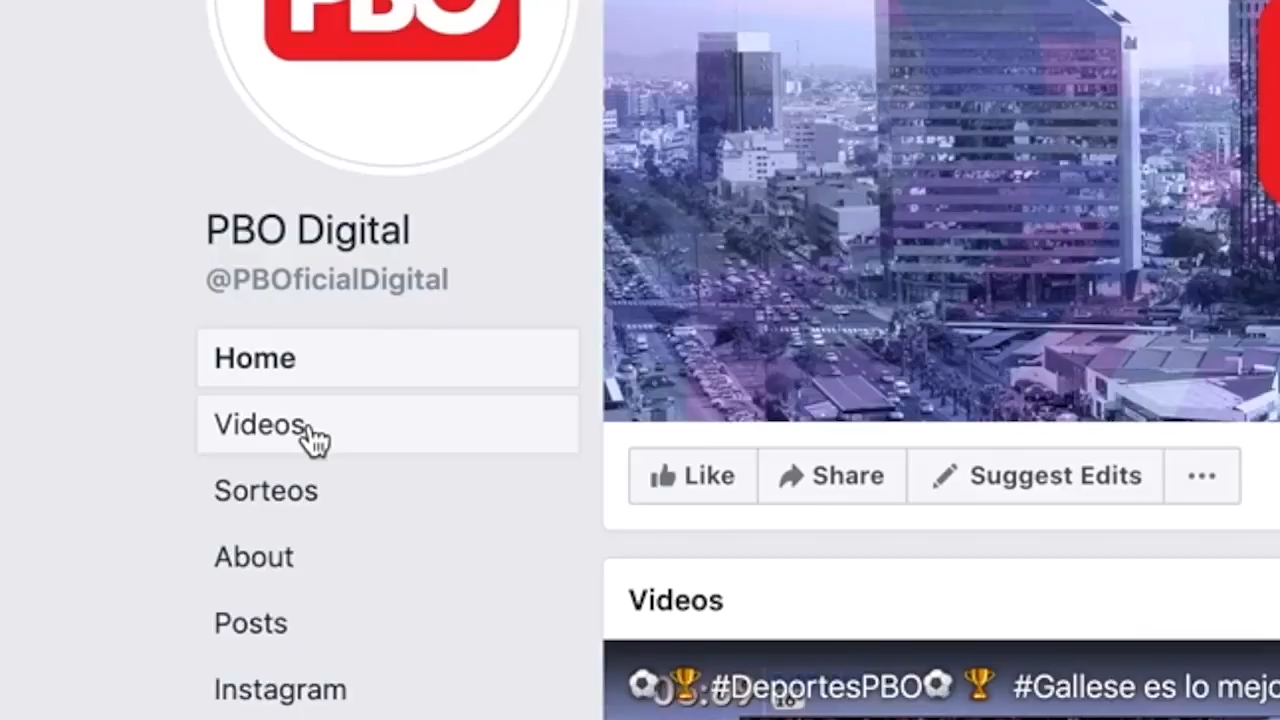 PBO
PBO Digital
@PBOficialDigital
Home
Videos
Sorteos
About
Posts
Instagram
Like
Share
Suggest Edits
Videos
⚽🏆 #DeportesPBO⚽🏆 #Gallese es lo mejo